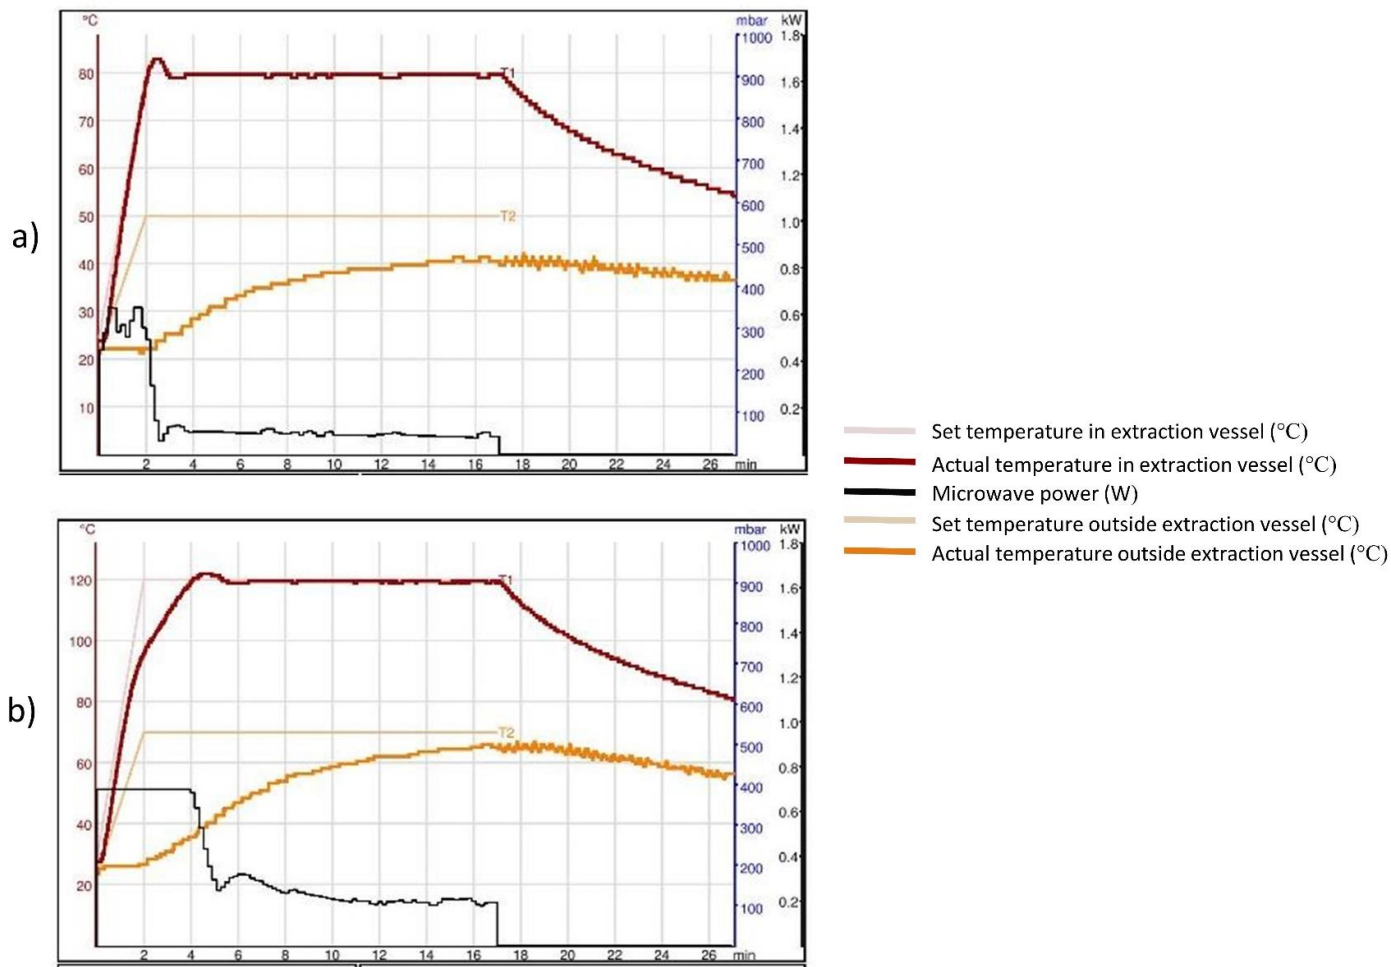 °C
mbar
kW
1000
1.8
80
900
1.6
T1
800
70
1.4
700
60
1.2
600
50
T2
1.0
500
a)
40
0.8
400
30
0.6
300
20
0.4
200
10
100
0.2
2 4 6 8 10 12 14 16 18 20 22 24 26 min
Set temperature in extraction vessel (°C)
Actual temperature in extraction vessel (°C)
Microwave power (W)
Set temperature outside extraction vessel (°C)
Actual temperature outside extraction vessel (°C)
°C
mbar
kW
1000
1.8
120
T1
900
1.6
800
1.4
100
700
1.2
80
600
b)
T2
1.0
500
60
0.8
400
0.6
40
300
0.4
200
20
100
0.2
2 4 6 8 10 12 14 16 18 20 22 24 26 min